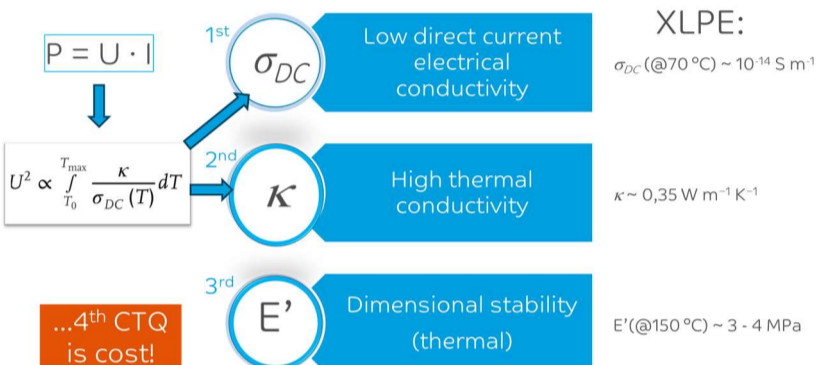 P = U · I
U² ∝ ∫_{T₀}^{T_max} κ / σ_DC (T) dT
1st
σ_DC
Low direct current
electrical
conductivity
XLPE:
σ_DC (@70 °C) ~ 10⁻¹⁴ S m⁻¹
2nd
κ
High thermal
conductivity
κ ~ 0,35 W m⁻¹ K⁻¹
3rd
E’
Dimensional stability
(thermal)
E’(@150 °C) ~ 3 - 4 MPa
...4th CTQ
is cost!